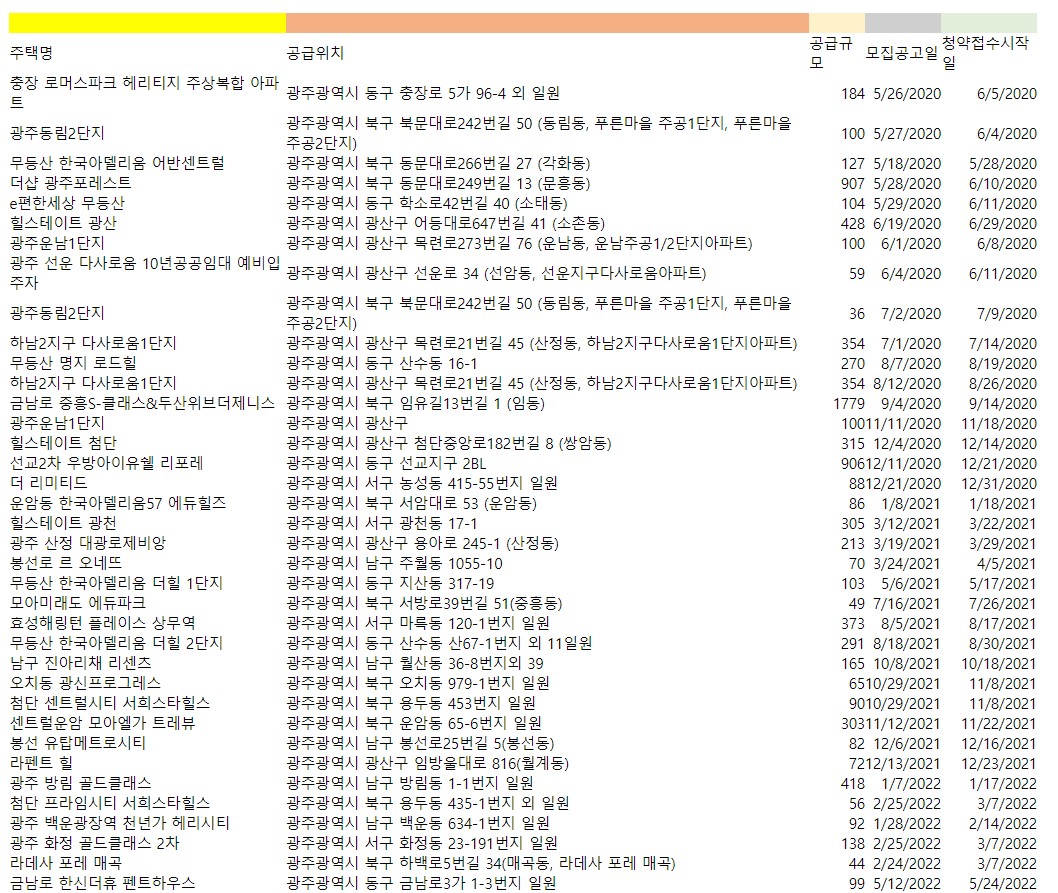 주택명 공급위치 공급규모 모집공고일 청약접수시작일
충장 로머스파크 헤리티지 주상복합 아파트 광주광역시 동구 충장로 5가 96-4 외 일원 184 5/26/2020 6/5/2020
광주동림2단지 광주광역시 북구 북문대로242번길 50 (동림동, 푸른마을 주공1단지, 푸른마을 주공2단지) 100 5/27/2020 6/4/2020
무등산 한국아델리움 어반센트럴 광주광역시 북구 동문대로266번길 27 (각화동) 127 5/18/2020 5/28/2020
더샵 광주포레스트 광주광역시 북구 동문대로249번길 13 (문흥동) 907 5/28/2020 6/10/2020
e편한세상 무등산 광주광역시 동구 학소로42번길 40 (소태동) 104 5/29/2020 6/11/2020
힐스테이트 광산 광주광역시 광산구 어등대로647번길 41 (소촌동) 428 6/19/2020 6/29/2020
광주운남1단지 광주광역시 광산구 목련로273번길 76 (운남동, 운남주공1/2단지아파트) 100 6/1/2020 6/8/2020
광주 선운 다사로움 10년공공임대 예비입주자 광주광역시 광산구 선운로 34 (선암동, 선운지구다사로움아파트) 59 6/4/2020 6/11/2020
광주동림2단지 광주광역시 북구 북문대로242번길 50 (동림동, 푸른마을 주공1단지, 푸른마을 주공2단지) 36 7/2/2020 7/9/2020
하남2지구 다사로움1단지 광주광역시 광산구 목련로21번길 45 (산정동, 하남2지구다사로움1단지아파트) 354 7/1/2020 7/14/2020
무등산 명지 로드힐 광주광역시 동구 산수동 16-1 270 8/7/2020 8/19/2020
하남2지구 다사로움1단지 광주광역시 광산구 목련로21번길 45 (산정동, 하남2지구다사로움1단지아파트) 354 8/12/2020 8/26/2020
금남로 중흥S-클래스&두산위브더제니스 광주광역시 북구 임유길13번길 1 (임동) 1779 9/4/2020 9/14/2020
광주운남1단지 광주광역시 광산구 100 11/11/2020 11/18/2020
힐스테이트 첨단 광주광역시 광산구 첨단중앙로182번길 8 (쌍암동) 315 12/4/2020 12/14/2020
선교2차 우방아이유쉘 리포레 광주광역시 동구 선교지구 2BL 906 12/11/2020 12/21/2020
더 리미티드 광주광역시 서구 농성동 415-55번지 일원 88 12/21/2020 12/31/2020
운암동 한국아델리움57 에듀힐즈 광주광역시 북구 서암대로 53 (운암동) 86 1/8/2021 1/18/2021
힐스테이트 광천 광주광역시 서구 광천동 17-1 305 3/12/2021 3/22/2021
광주 산정 대광로제비앙 광주광역시 광산구 용아로 245-1 (산정동) 213 3/19/2021 3/29/2021
봉선로 르 오네뜨 광주광역시 남구 주월동 1055-10 70 3/24/2021 4/5/2021
무등산 한국아델리움 더힐 1단지 광주광역시 동구 지산동 317-19 103 5/6/2021 5/17/2021
모아미래도 에듀파크 광주광역시 북구 서방로39번길 51(중흥동) 49 7/16/2021 7/26/2021
효성해링턴 플레이스 상무역 광주광역시 서구 마륵동 120-1번지 일원 373 8/5/2021 8/17/2021
무등산 한국아델리움 더힐 2단지 광주광역시 동구 산수동 산67-1번지 외 11일원 291 8/18/2021 8/30/2021
남구 진아리채 리센츠 광주광역시 남구 월산동 36-8번지외 39 165 10/8/2021 10/18/2021
오치동 광신프로그레스 광주광역시 북구 오치동 979-1번지 일원 65 10/29/2021 11/8/2021
첨단 센트럴시티 서희스타힐스 광주광역시 북구 용두동 453번지 일원 90 10/29/2021 11/8/2021
센트럴운암 모아엘가 트레뷰 광주광역시 북구 운암동 65-6번지 일원 303 11/12/2021 11/22/2021
봉선 유탑메트로시티 광주광역시 남구 봉선로25번길 5(봉선동) 82 12/6/2021 12/16/2021
라펜트 힐 광주광역시 광산구 임방울대로 816(월계동) 72 12/13/2021 12/23/2021
광주 방림 골드클래스 광주광역시 남구 방림동 1-1번지 일원 418 1/7/2022 1/17/2022
첨단 프라임시티 서희스타힐스 광주광역시 북구 용두동 435-1번지 외 일원 56 2/25/2022 3/7/2022
광주 백운광장역 천년가 헤리시티 광주광역시 남구 백운동 634-1번지 일원 92 1/28/2022 2/14/2022
광주 화정 골드클래스 2차 광주광역시 서구 화정동 23-191번지 일원 138 2/25/2022 3/7/2022
라데사 포레 매곡 광주광역시 북구 하백로5번길 34(매곡동, 라데사 포레 매곡) 44 2/24/2022 3/7/2022
금남로 한신더휴 펜트하우스 광주광역시 동구 금남로3가 1-3번지 일원 99 5/12/2022 5/24/2022